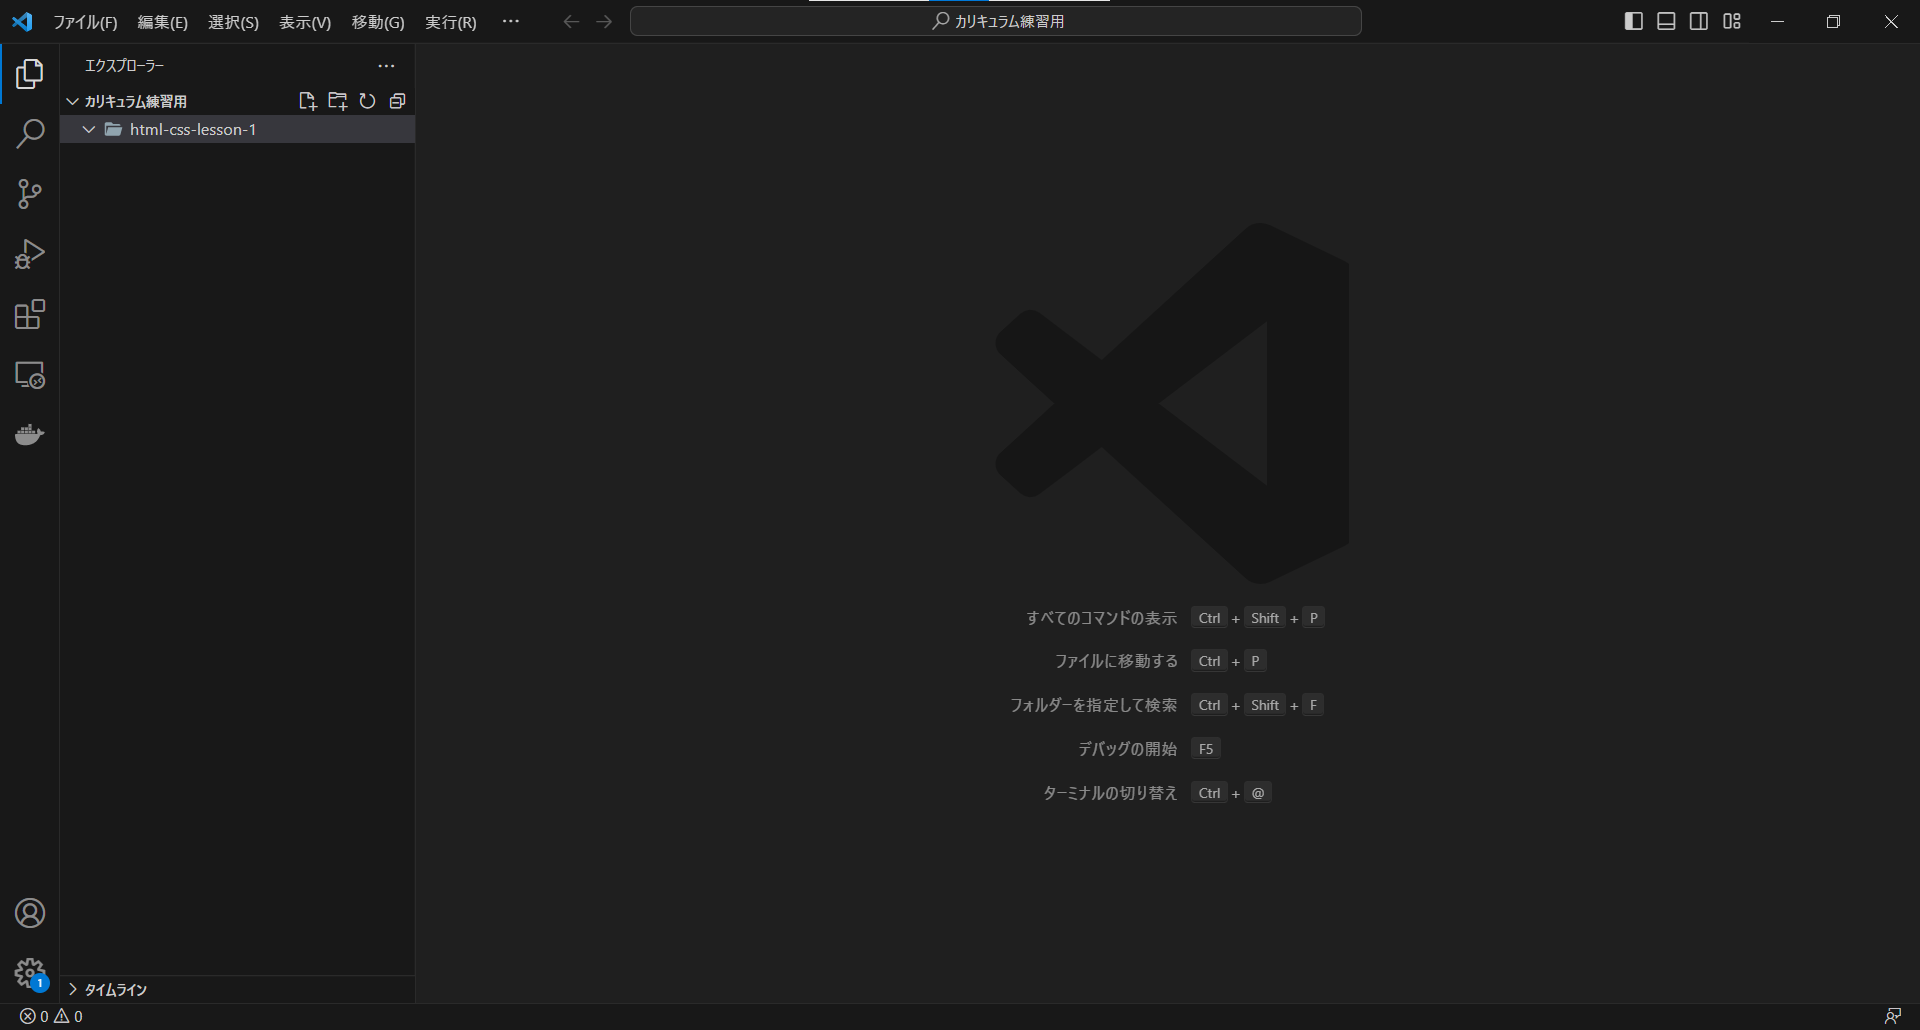 ファイル(F) 編集(E) 選択(S) 表示(V) 移動(G) 実行(R) ···
カリキュラム練習用
エクスプローラー
カリキュラム練習用
html-css-lesson-1
すべてのコマンドの表示 Ctrl + Shift + P
ファイルに移動する Ctrl + P
フォルダーを指定して検索 Ctrl + Shift + F
デバッグの開始 F5
ターミナルの切り替え Ctrl + @
1
タイムライン
0 0